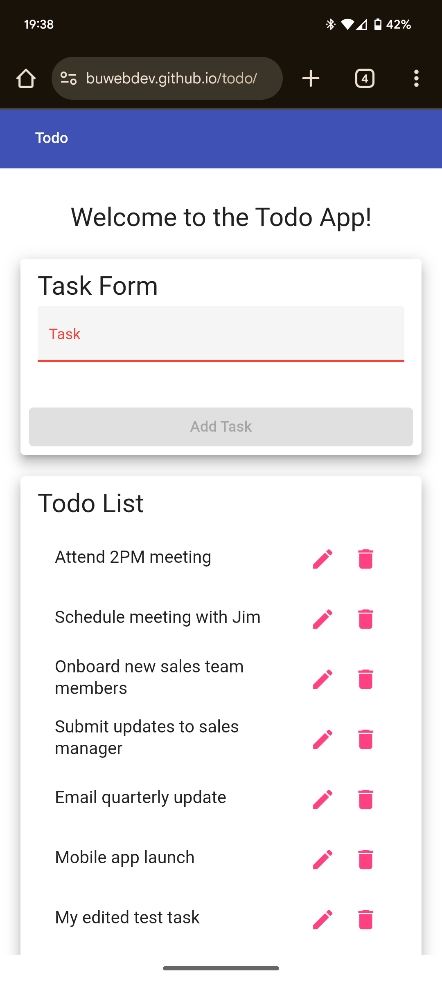 19:38
42%
buwebdev.github.io/todo/
4
Todo
Welcome to the Todo App!
Task Form
Task
Add Task
Todo List
Attend 2PM meeting
Schedule meeting with Jim
Onboard new sales team
members
Submit updates to sales
manager
Email quarterly update
Mobile app launch
My edited test task